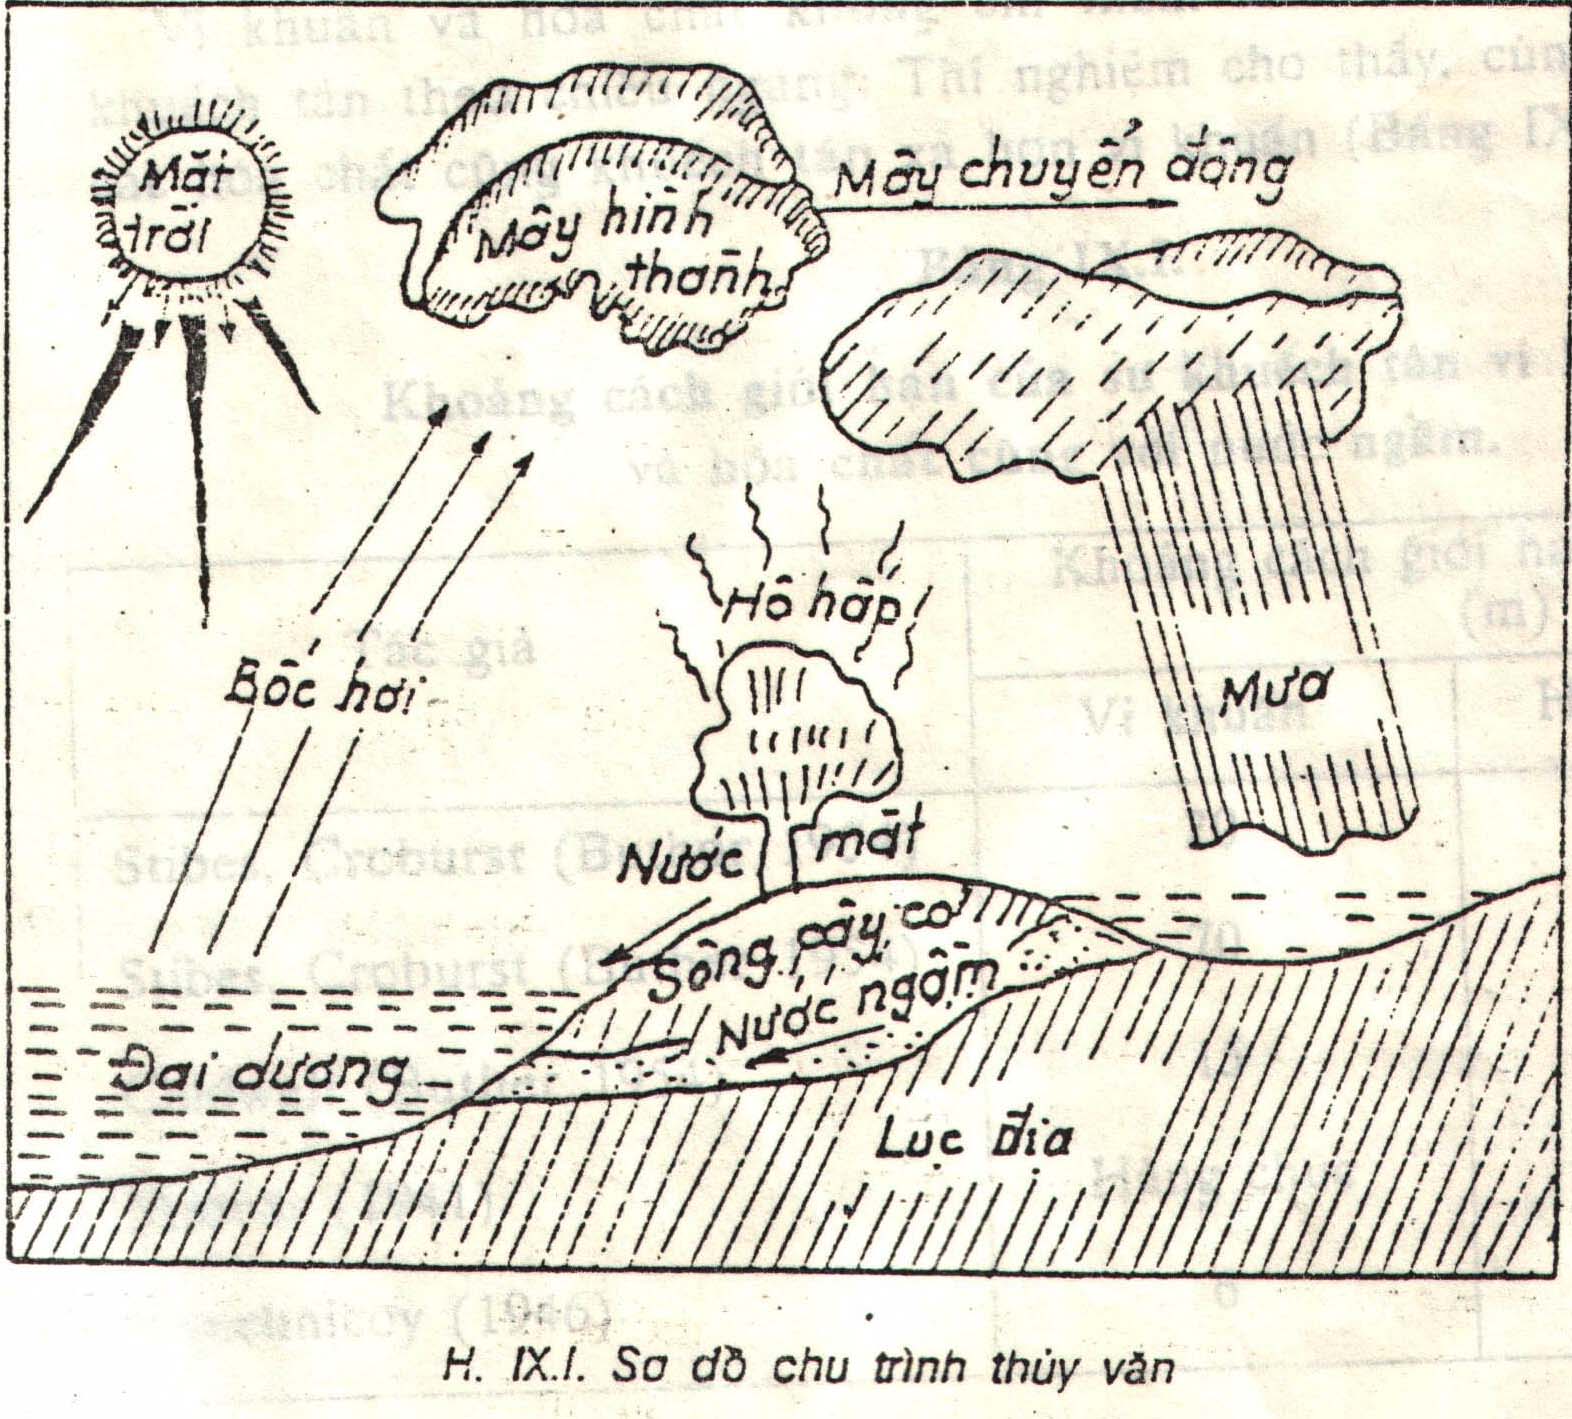 Mặt
trời
Mây hình
thành
Mây chuyển động
Hô hấp
Bốc hơi
Mưa
Nước mặt
Sông cây cỏ
Nước ngầm
Đại dương
Lục địa
H. IX.I. Sơ đồ chu trình thủy văn